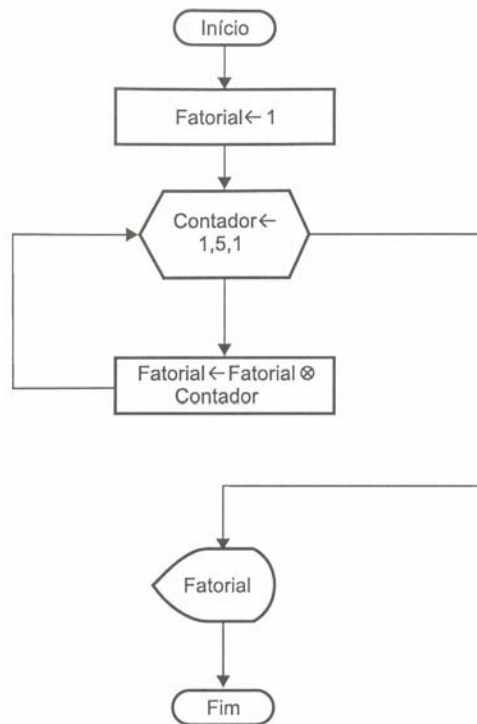 Início
Fatorial← 1
Contador←
1,5,1
Fatorial←Fatorial ⊗
Contador
Fatorial
Fim